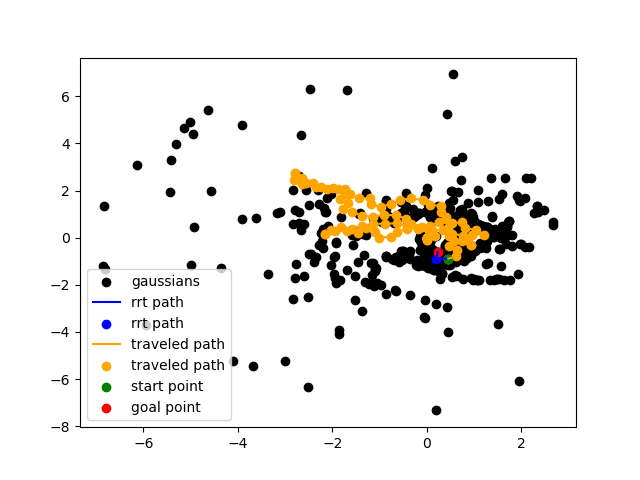 6
4
2
0
−2
−4
−6
−8
gaussians
rrt path
rrt path
traveled path
traveled path
start point
goal point
−6 −4 −2 0 2